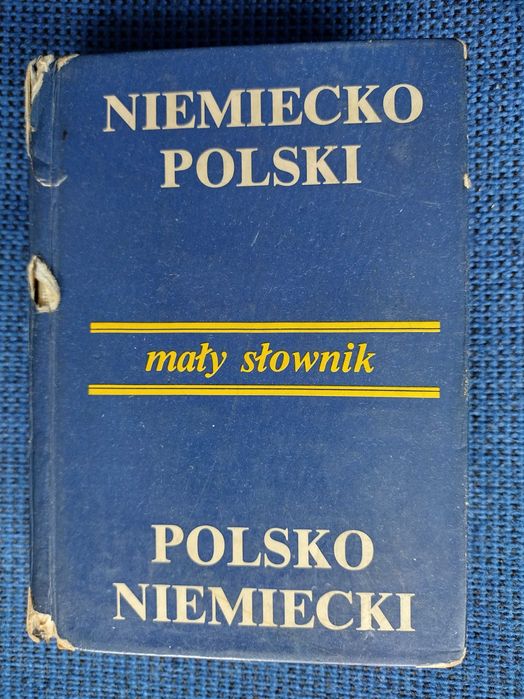 NIEMIECKO
POLSKI
mały słownik
POLSKO
NIEMIECKI